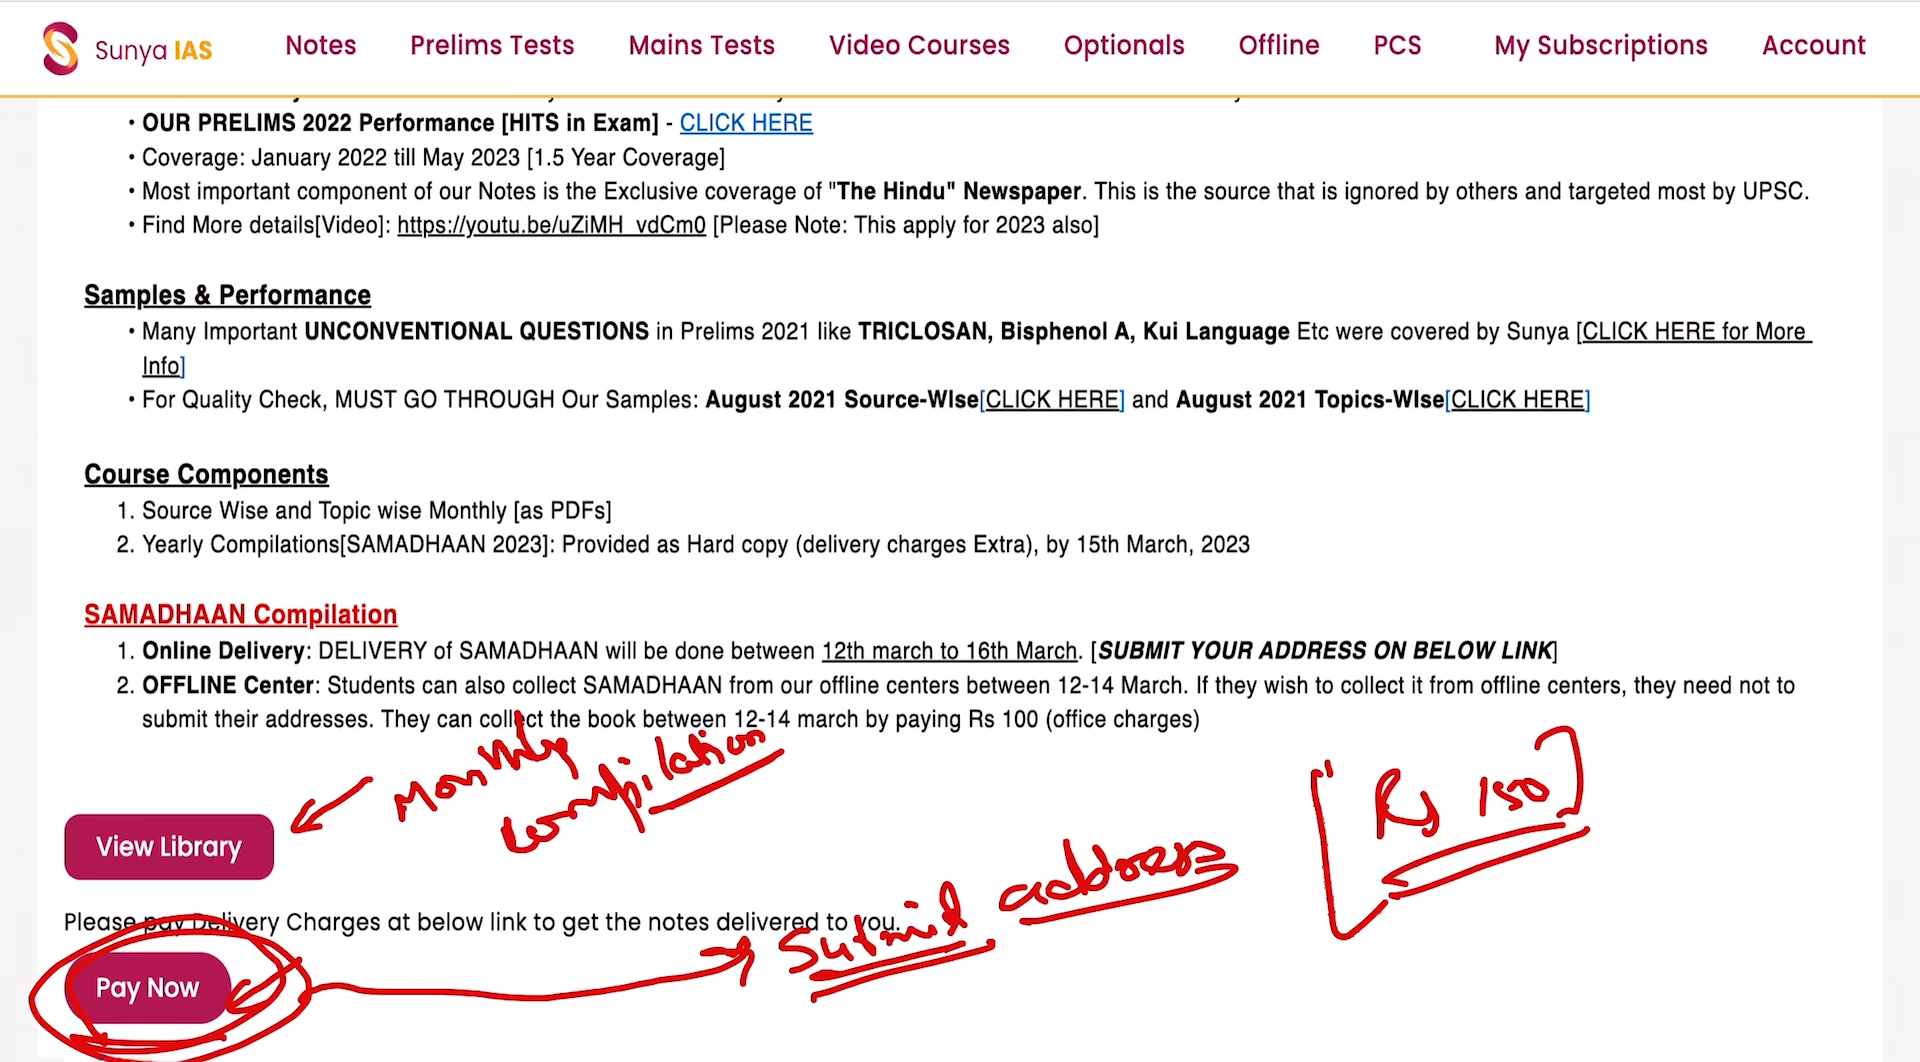 Sunya IAS
Notes
Prelims Tests
Mains Tests
Video Courses
Optionals
Offline
PCS
My Subscriptions
Account
• OUR PRELIMS 2022 Performance [HITS in Exam] - CLICK HERE
• Coverage: January 2022 till May 2023 [1.5 Year Coverage]
• Most important component of our Notes is the Exclusive coverage of "The Hindu" Newspaper. This is the source that is ignored by others and targeted most by UPSC.
• Find More details[Video]: https://youtu.be/uZiMH_vdCm0 [Please Note: This apply for 2023 also]
Samples & Performance
• Many Important UNCONVENTIONAL QUESTIONS in Prelims 2021 like TRICLOSAN, Bisphenol A, Kui Language Etc were covered by Sunya [CLICK HERE for More
Info]
• For Quality Check, MUST GO THROUGH Our Samples: August 2021 Source-WIse[CLICK HERE] and August 2021 Topics-WIse[CLICK HERE]
Course Components
1. Source Wise and Topic wise Monthly [as PDFs]
2. Yearly Compilations[SAMADHAAN 2023]: Provided as Hard copy (delivery charges Extra), by 15th March, 2023
SAMADHAAN Compilation
1. Online Delivery: DELIVERY of SAMADHAAN will be done between 12th march to 16th March. [SUBMIT YOUR ADDRESS ON BELOW LINK]
2. OFFLINE Center: Students can also collect SAMADHAAN from our offline centers between 12-14 March. If they wish to collect it from offline centers, they need not to
submit their addresses. They can collect the book between 12-14 march by paying Rs 100 (office charges)
Monthly
compilation
[Rs 150]
View Library
Submit address
Please pay Delivery Charges at below link to get the notes delivered to you.
Pay Now